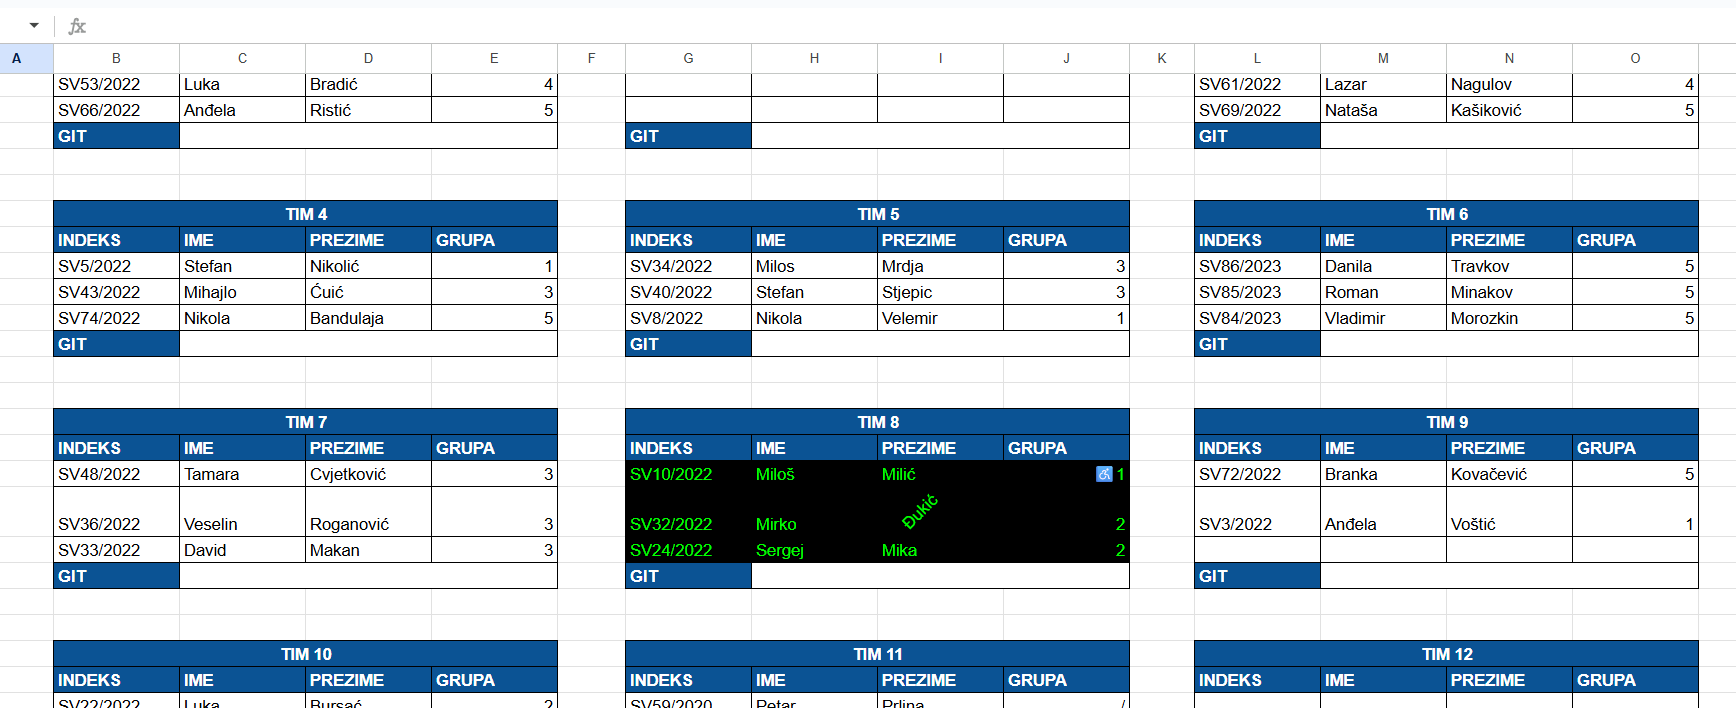 fx
A B C D E F G H I J K L M N O
SV53/2022 Luka Bradić 4 SV61/2022 Lazar Nagulov 4
SV66/2022 Anđela Ristić 5 SV69/2022 Nataša Kašiković 5
GIT GIT GIT
TIM 4 TIM 5 TIM 6
INDEKS IME PREZIME GRUPA INDEKS IME PREZIME GRUPA INDEKS IME PREZIME GRUPA
SV5/2022 Stefan Nikolić 1 SV34/2022 Milos Mrdja 3 SV86/2023 Danila Travkov 5
SV43/2022 Mihajlo Ćuić 3 SV40/2022 Stefan Stjepic 3 SV85/2023 Roman Minakov 5
SV74/2022 Nikola Bandulaja 5 SV8/2022 Nikola Velemir 1 SV84/2023 Vladimir Morozkin 5
GIT GIT GIT
TIM 7 TIM 8 TIM 9
INDEKS IME PREZIME GRUPA INDEKS IME PREZIME GRUPA INDEKS IME PREZIME GRUPA
SV48/2022 Tamara Cvjetković 3 SV10/2022 Miloš Milić ♿ 1 SV72/2022 Branka Kovačević 5
SV36/2022 Veselin Roganović 3 SV32/2022 Mirko Đukić 2 SV3/2022 Anđela Voštić 1
SV33/2022 David Makan 3 SV24/2022 Sergej Mika 2
GIT GIT GIT
TIM 10 TIM 11 TIM 12
INDEKS IME PREZIME GRUPA INDEKS IME PREZIME GRUPA INDEKS IME PREZIME GRUPA
SV22/2022 Luka Bursać 2 SV59/2020 Petar Prlina /